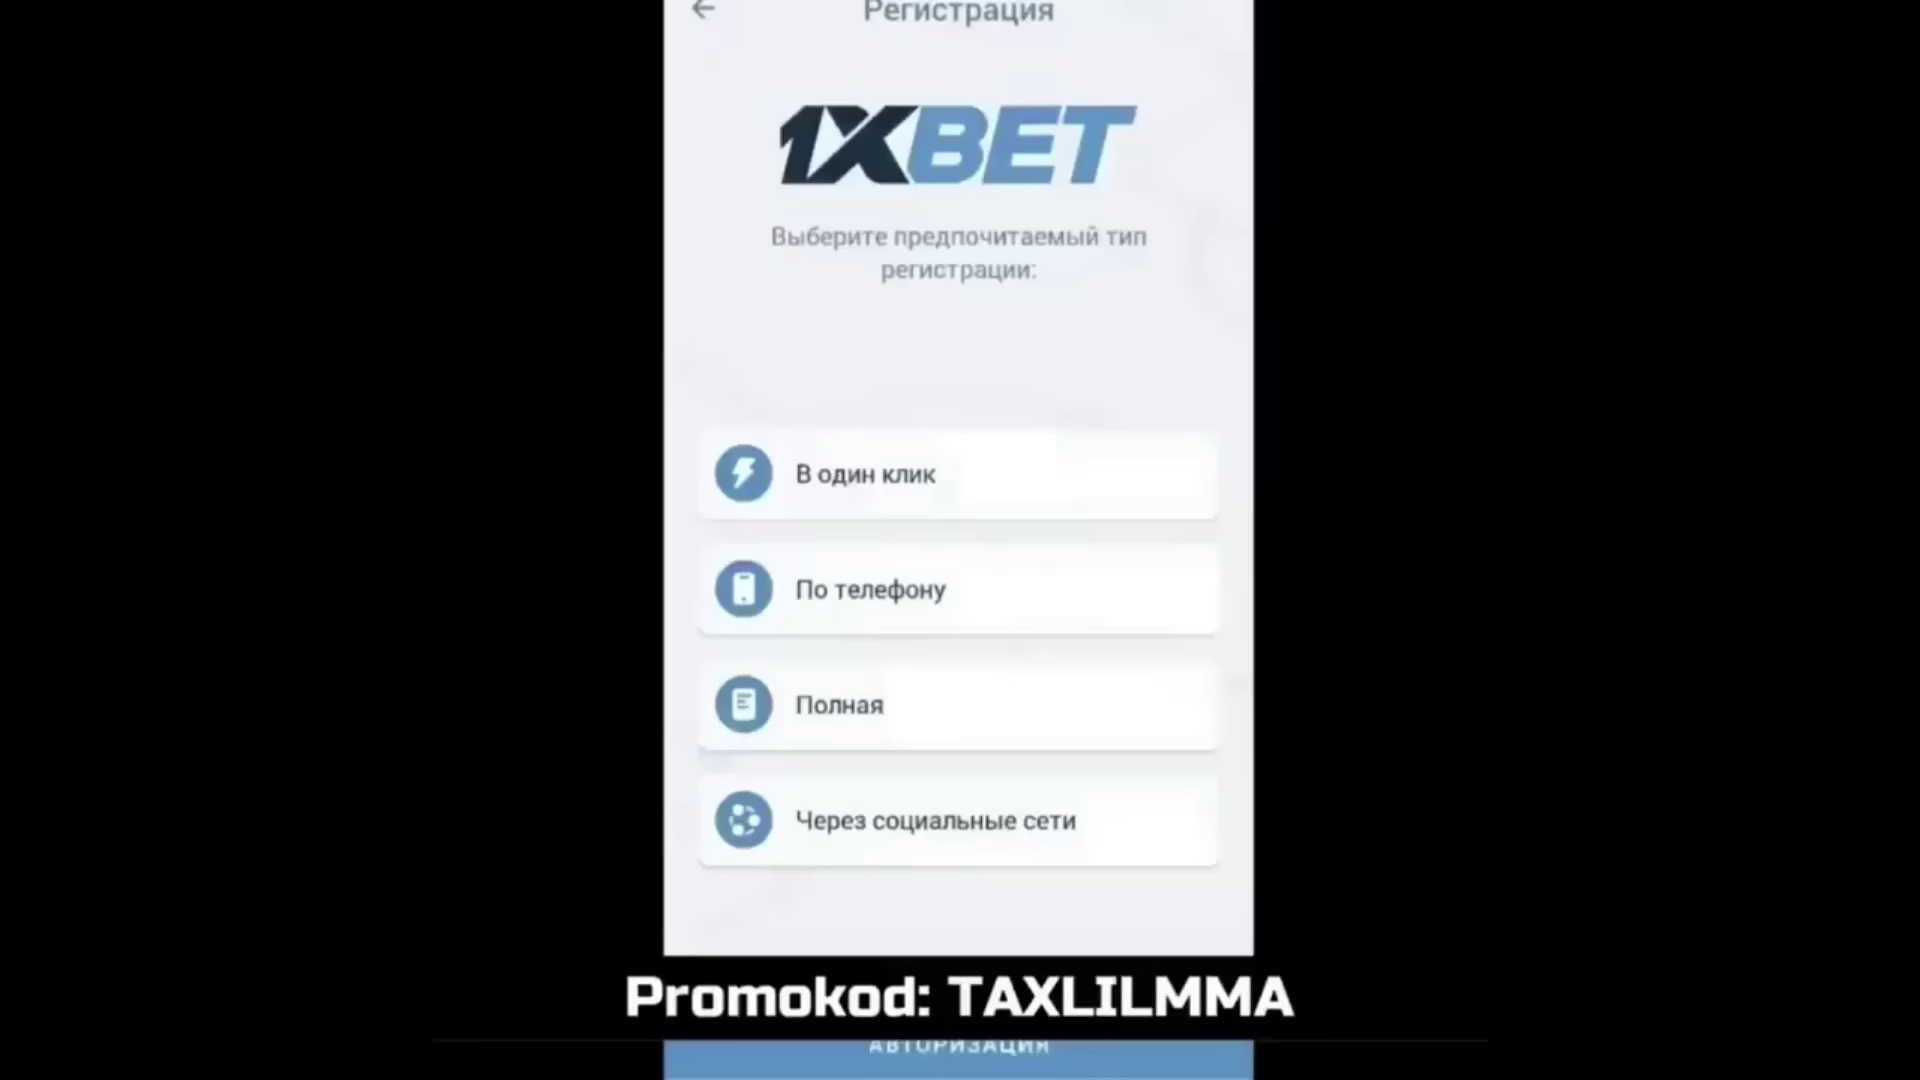 Регистрация
1XBET
Выберите предпочитаемый тип
регистрации:
В один клик
По телефону
Полная
Через социальные сети
Promokod: TAXLILMMA
АВТОРИЗАЦИЯ